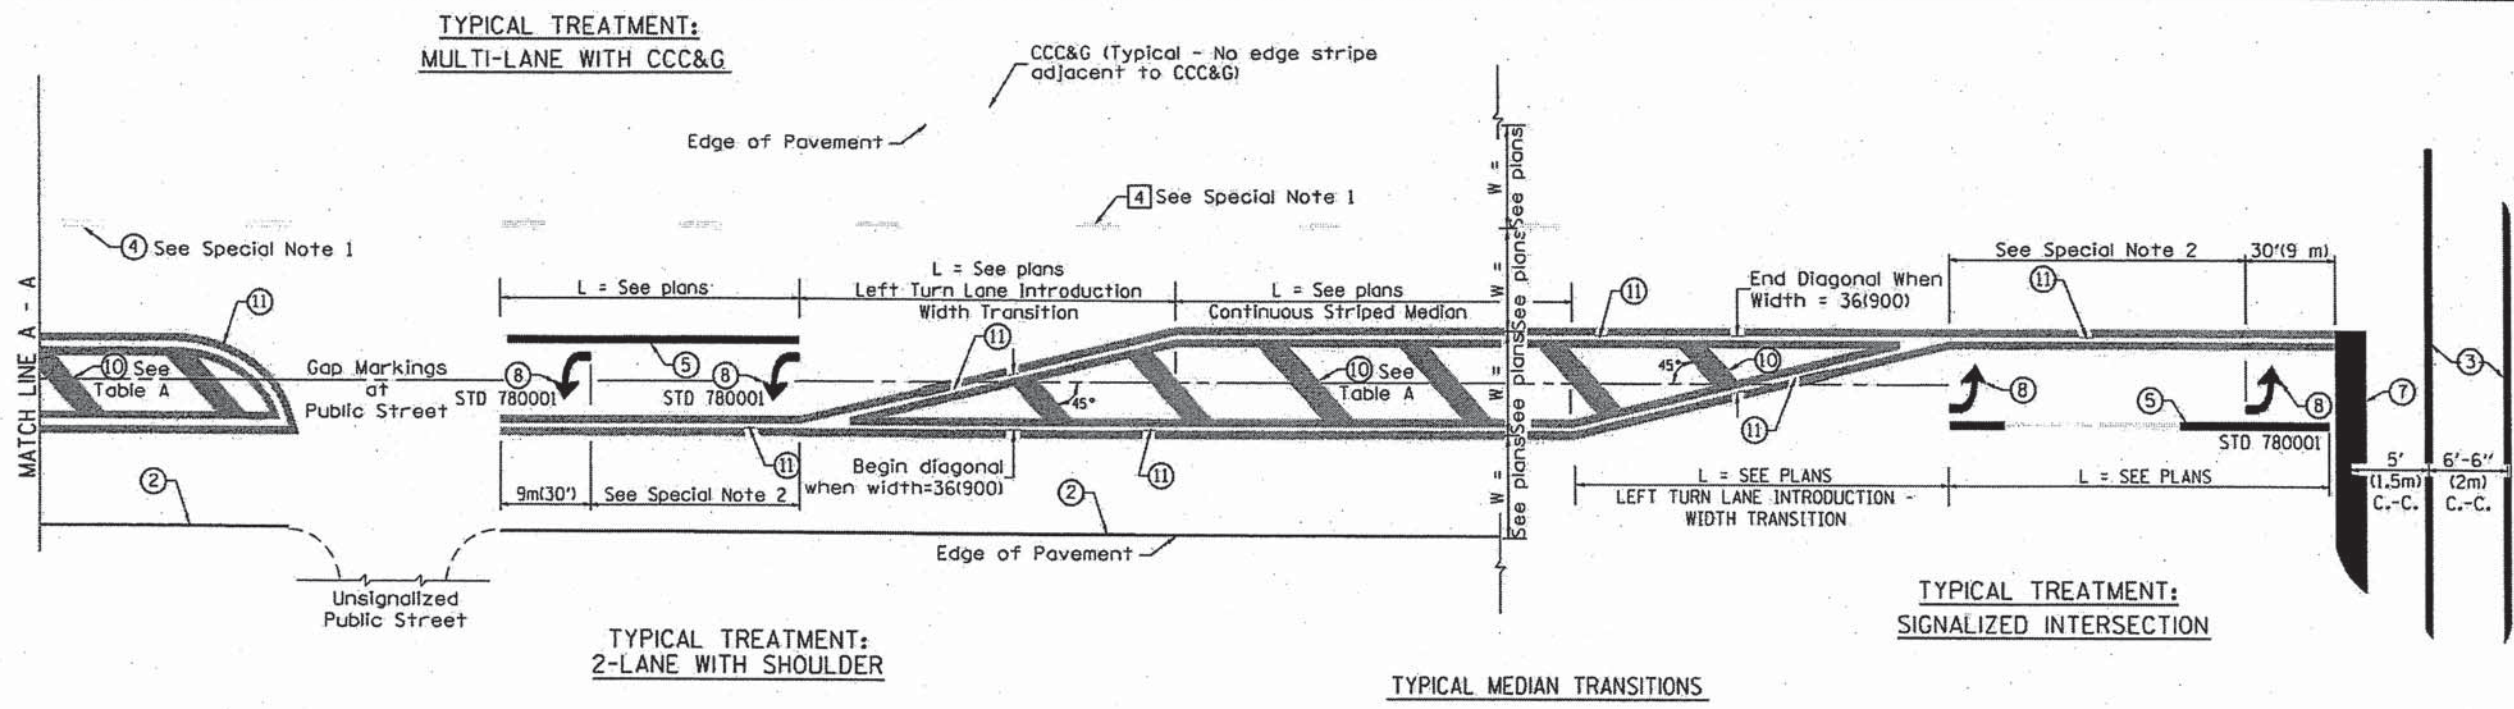 TYPICAL TREATMENT:
MULTI-LANE WITH CCC&G
CCC&G (Typical - No edge stripe
adjacent to CCC&G)
Edge of Pavement
4 See Special Note 1
4 See Special Note 1
MATCH LINE A - A
11
10 See
Table A
Gap Markings
at
Public Street
2
Unsignalized
Public Street
L = See plans
5
8
STD 780001
8
STD 780001
11
9m(30')
See Special Note 2
L = See plans
Left Turn Lane Introduction
Width Transition
11
45°
Begin diagonal
when width=36(900)
11
2
Edge of Pavement
L = See plans
Continuous Striped Median
10 See
Table A
W =
See plans
W =
See plans
W =
See plans
W =
See plans
11
End Diagonal When
Width = 36(900)
45°
10
11
See Special Note 2
30'(9 m)
11
8
8
5
STD 780001
L = SEE PLANS
LEFT TURN LANE INTRODUCTION -
WIDTH TRANSITION
L = SEE PLANS
7
3
5'
(1.5m)
C.-C.
6'-6"
(2m)
C.-C.
TYPICAL TREATMENT:
2-LANE WITH SHOULDER
TYPICAL TREATMENT:
SIGNALIZED INTERSECTION
TYPICAL MEDIAN TRANSITIONS